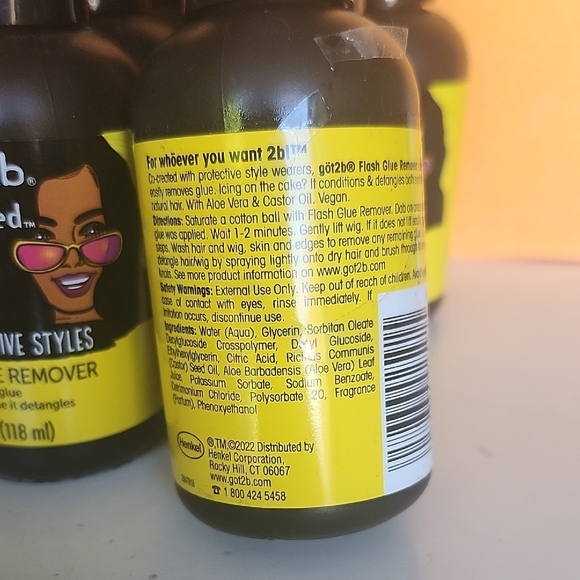 b®
ed™
IVE STYLES
E REMOVER
glue
e it detangles
(118 ml)
For whöever you want 2b!™
Co-created with protective style wearers, göt2b® Flash Glue Remover
easily removes glue. Icing on the cake? It conditions & detangles both
natural hair. With Aloe Vera & Castor Oil. Vegan.
Directions: Saturate a cotton ball with Flash Glue Remover. Dab
glue was applied. Wait 1-2 minutes. Gently lift wig. If it does not lift
steps. Wash hair and wig, skin and edges to remove any remaining
detangle hair/wig by spraying lightly onto dry hair and brush through
knots. See more product information on www.got2b.com
Safety Warnings: External Use Only. Keep out of reach of children. Avoid
case of contact with eyes, rinse immediately. If
irritation occurs, discontinue use.
Ingredients: Water (Aqua), Glycerin, Sorbitan Oleate
Decylglucoside Crosspolymer, Decyl Glucoside,
Ethylhexylglycerin, Citric Acid, Ricinus Communis
(Castor) Seed Oil, Aloe Barbadensis (Aloe Vera) Leaf
Juice, Potassium Sorbate, Sodium Benzoate,
Cetrimonium Chloride, Polysorbate 20, Fragrance
(Parfum), Phenoxyethanol
Henkel
®,TM,©2022 Distributed by
Henkel Corporation,
Rocky Hill, CT 06067
www.got2b.com
1 800 424 5458